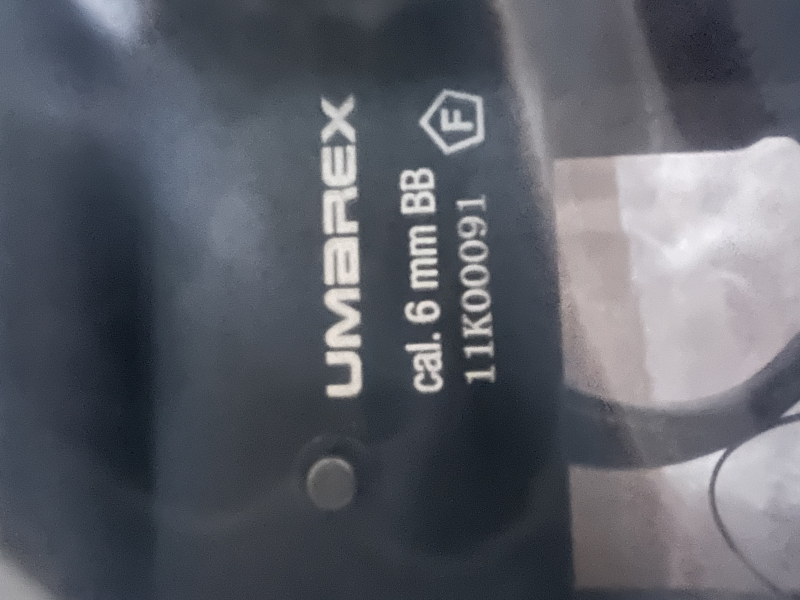 UMAREX
cal. 6 mm BB F
11K00091